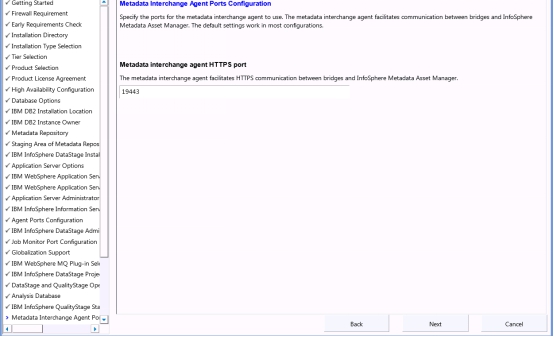 Getting Started
Firewall Requirement
Early Requirements Check
Installation Directory
Installation Type Selection
Tier Selection
Product Selection
Product License Agreement
High Availability Configuration
Database Options
IBM DB2 Installation Location
IBM DB2 Instance Owner
Metadata Repository
Staging Area of Metadata Repos
IBM InfoSphere DataStage Instal
Application Server Options
IBM WebSphere Application Serv
IBM WebSphere Application Serv
Application Server Administrator
IBM InfoSphere Information Serv
Agent Ports Configuration
IBM InfoSphere DataStage Admi
Job Monitor Port Configuration
Globalization Support
IBM WebSphere MQ Plug-in Sele
IBM InfoSphere DataStage Projec
DataStage and QualityStage Ope
Analysis Database
IBM InfoSphere QualityStage Sta
Metadata Interchange Agent Por
Metadata Interchange Agent Ports Configuration
Specify the ports for the metadata interchange agent to use. The metadata interchange agent facilitates communication between bridges and InfoSphere
Metadata Asset Manager. The default settings work in most configurations.
Metadata interchange agent HTTPS port
The metadata interchange agent facilitates HTTPS communication between bridges and InfoSphere Metadata Asset Manager.
19443
Back
Next
Cancel